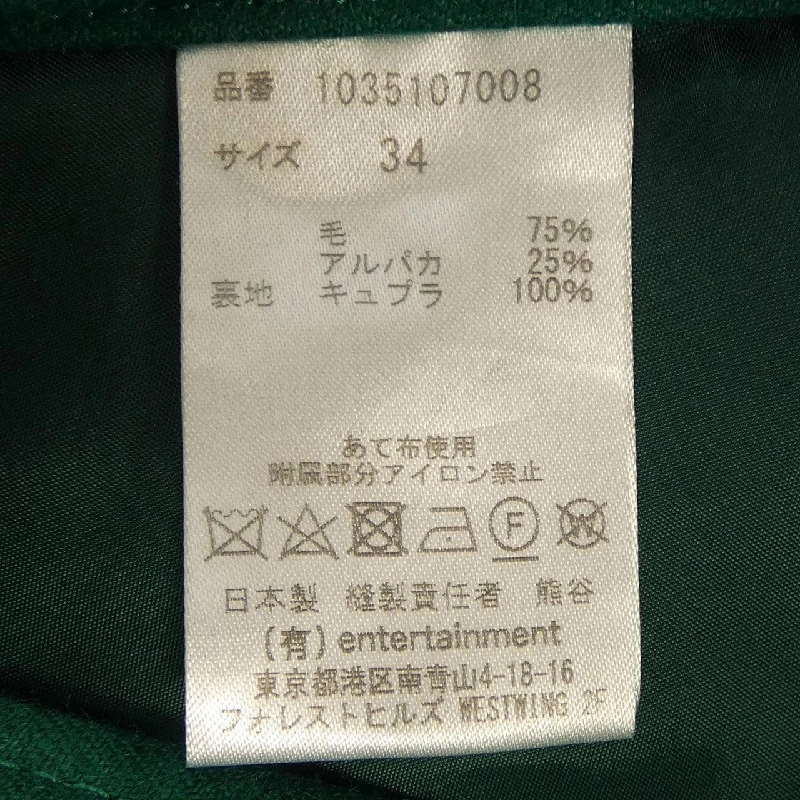 品番 1035107008
サイズ 34
毛 75%
アルパカ 25%
裏地 キュプラ 100%
あて布使用
附属部分アイロン禁止
F W
日本製 縫製責任者 熊谷
(有)entertainment
東京都港区南青山4-18-16
フォレストヒルズ WESTWING 2F